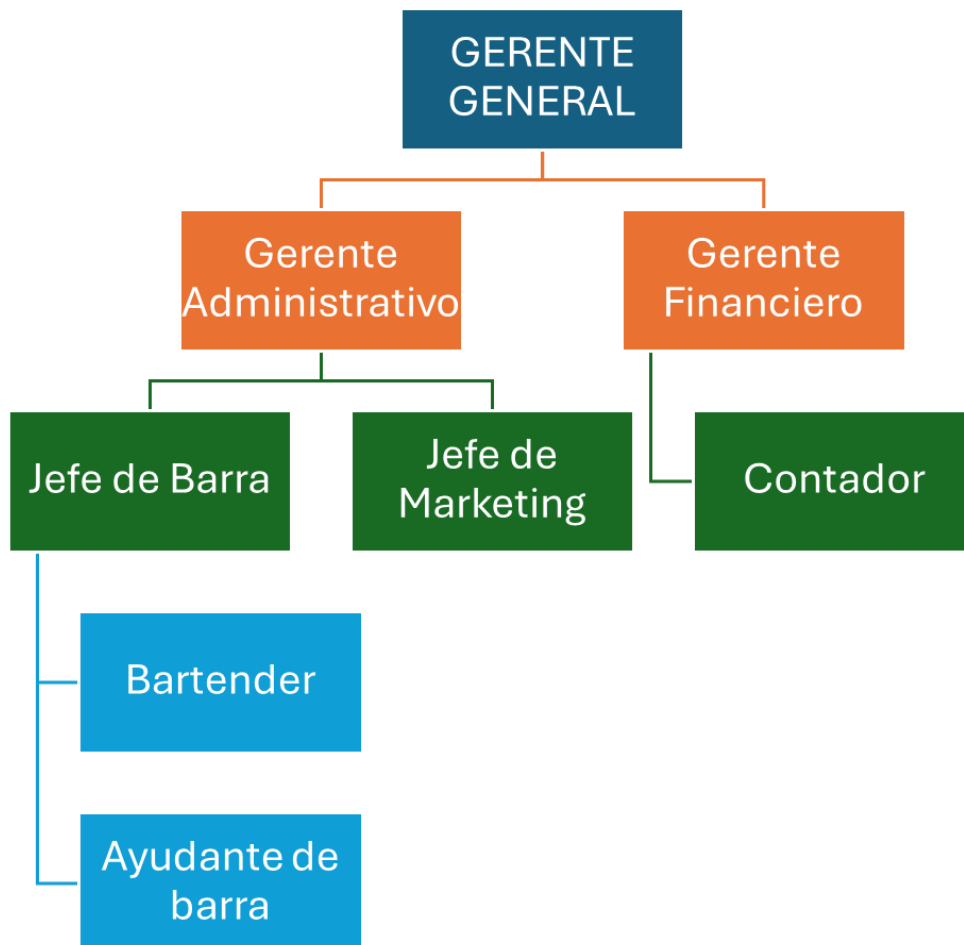 GERENTE
GENERAL
Gerente
Administrativo
Gerente
Financiero
Jefe de Barra
Jefe de
Marketing
Contador
Bartender
Ayudante de
barra